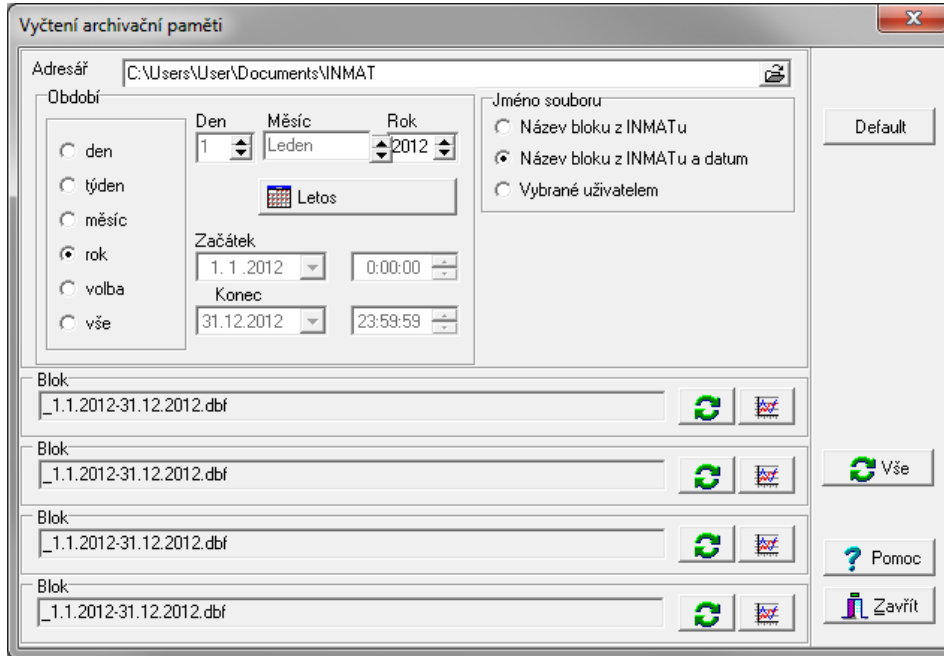 Vyčtení archivační paměti
Adresář C:\Users\User\Documents\INMAT
Období
den
týden
měsíc
rok
volba
vše
Den Měsíc Rok
1 Leden 2012
Letos
Začátek
1. 1 .2012 0:00:00
Konec
31.12.2012 23:59:59
Jméno souboru
Název bloku z INMATu
Název bloku z INMATu a datum
Vybrané uživatelem
Default
Blok
_1.1.2012-31.12.2012.dbf
Blok
_1.1.2012-31.12.2012.dbf
Blok
_1.1.2012-31.12.2012.dbf
Blok
_1.1.2012-31.12.2012.dbf
Vše
Pomoc
Zavřít